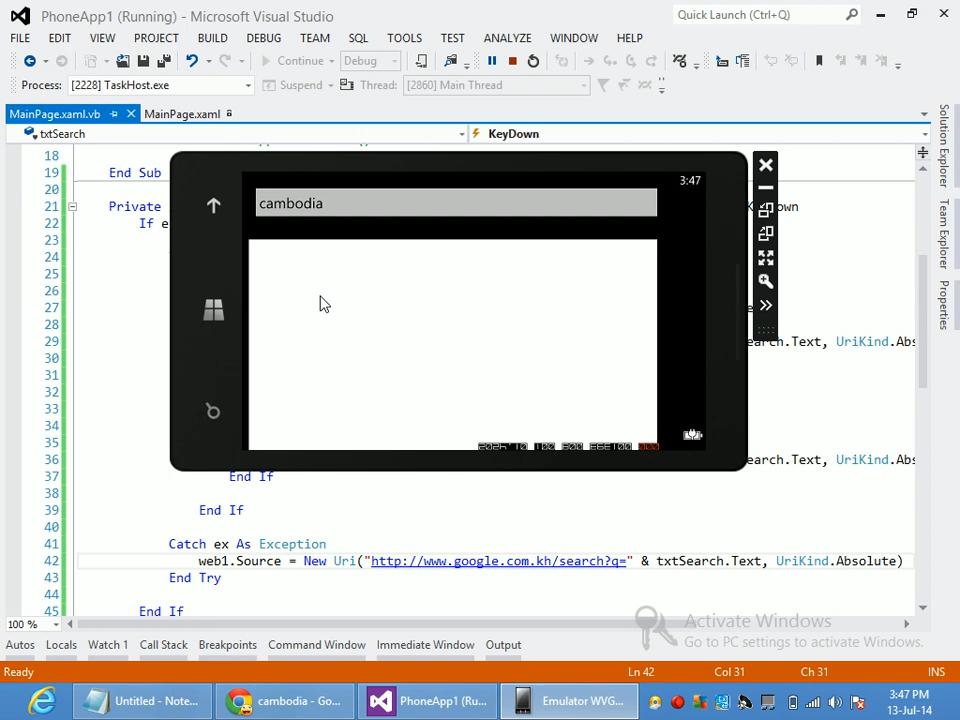 PhoneApp1 (Running) - Microsoft Visual Studio
Quick Launch (Ctrl+Q)
FILE EDIT VIEW PROJECT BUILD DEBUG TEAM SQL TOOLS TEST ANALYZE WINDOW HELP
Continue Debug
Process: [2228] TaskHost.exe Suspend Thread: [2860] Main Thread
MainPage.xaml.vb MainPage.xaml
txtSearch KeyDown
18
19 End Sub
20
21 Private
22 If e
23
24
25
26
27
28
29 earch.Text, UriKind.Abs
30
31
32
33
34
35
36 earch.Text, UriKind.Abs
37 End If
38
39 End If
40
41 Catch ex As Exception
42 web1.Source = New Uri("http://www.google.com.kh/search?q=" & txtSearch.Text, UriKind.Absolute)
43 End Try
44
45 End If
3:47
cambodia
Solution Explorer
Team Explorer
Properties
100 %
Activate Windows
Go to PC settings to activate Windows.
Autos Locals Watch 1 Call Stack Breakpoints Command Window Immediate Window Output
Ready Ln 42 Col 31 Ch 31 INS
Untitled - Note... cambodia - Go... PhoneApp1 (Ru... Emulator WVG...
3:47 PM
13-Jul-14